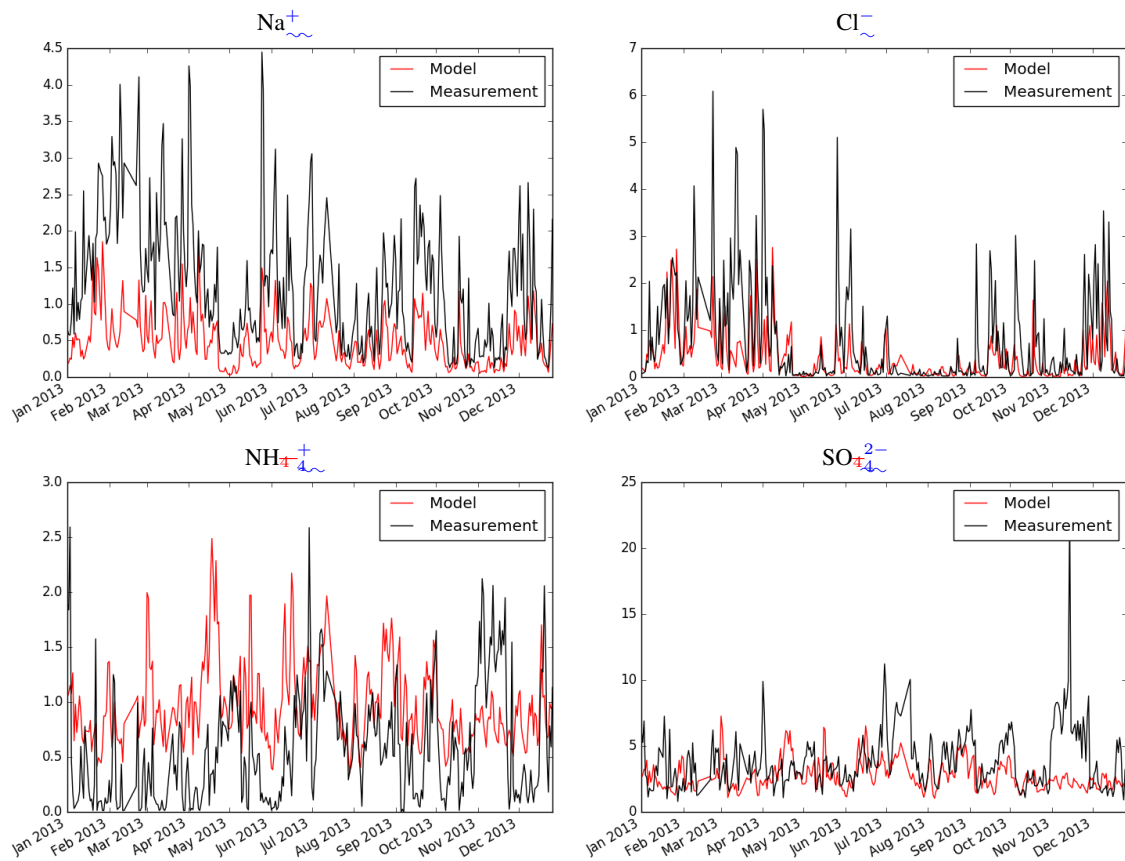 Na⁺
Cl⁻
4.5
4.0
3.5
3.0
2.5
2.0
1.5
1.0
0.5
0.0
Model
Measurement
Jan 2013
Feb 2013
Mar 2013
Apr 2013
May 2013
Jun 2013
Jul 2013
Aug 2013
Sep 2013
Oct 2013
Nov 2013
Dec 2013
7
6
5
4
3
2
1
0
Model
Measurement
Jan 2013
Feb 2013
Mar 2013
Apr 2013
May 2013
Jun 2013
Jul 2013
Aug 2013
Sep 2013
Oct 2013
Nov 2013
Dec 2013
NH4₄⁺
SO4₄²⁻
3.0
2.5
2.0
1.5
1.0
0.5
0.0
Model
Measurement
Jan 2013
Feb 2013
Mar 2013
Apr 2013
May 2013
Jun 2013
Jul 2013
Aug 2013
Sep 2013
Oct 2013
Nov 2013
Dec 2013
25
20
15
10
5
0
Model
Measurement
Jan 2013
Feb 2013
Mar 2013
Apr 2013
May 2013
Jun 2013
Jul 2013
Aug 2013
Sep 2013
Oct 2013
Nov 2013
Dec 2013